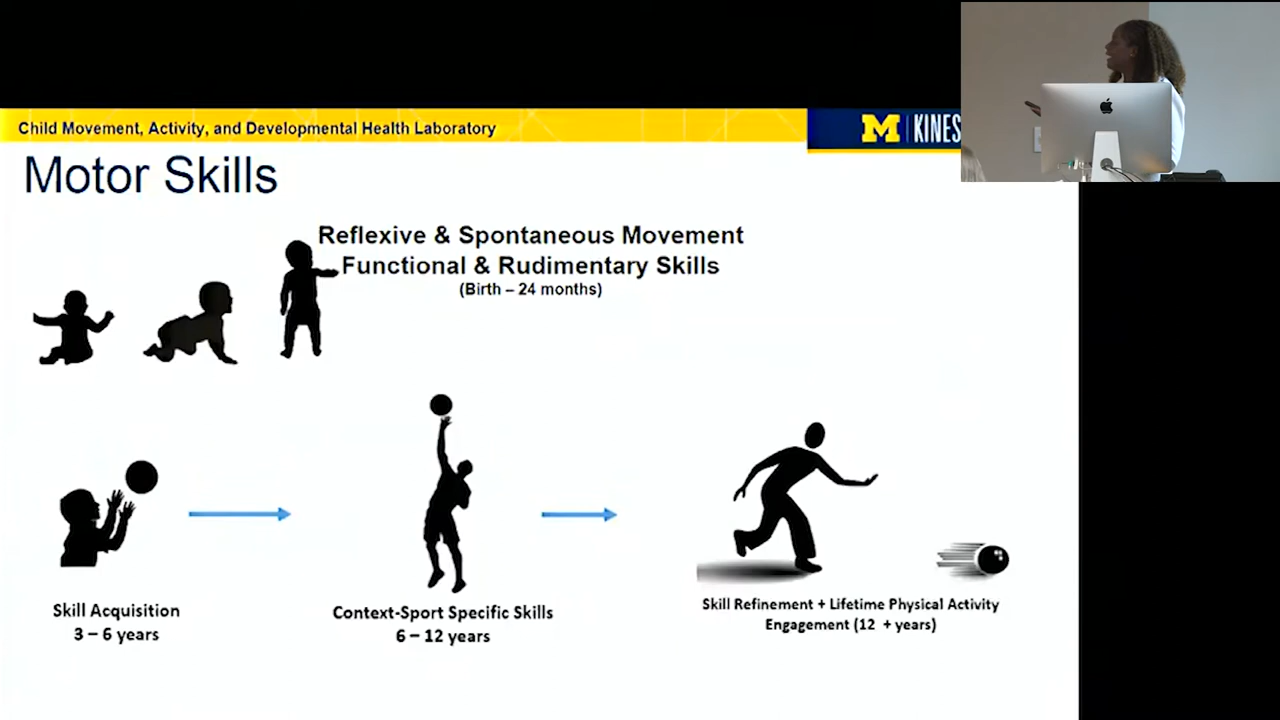 Child Movement, Activity, and Developmental Health Laboratory
M | KINES
Motor Skills
Reflexive & Spontaneous Movement
Functional & Rudimentary Skills
(Birth – 24 months)
Skill Acquisition
3 – 6 years
Context-Sport Specific Skills
6 – 12 years
Skill Refinement + Lifetime Physical Activity
Engagement (12 + years)